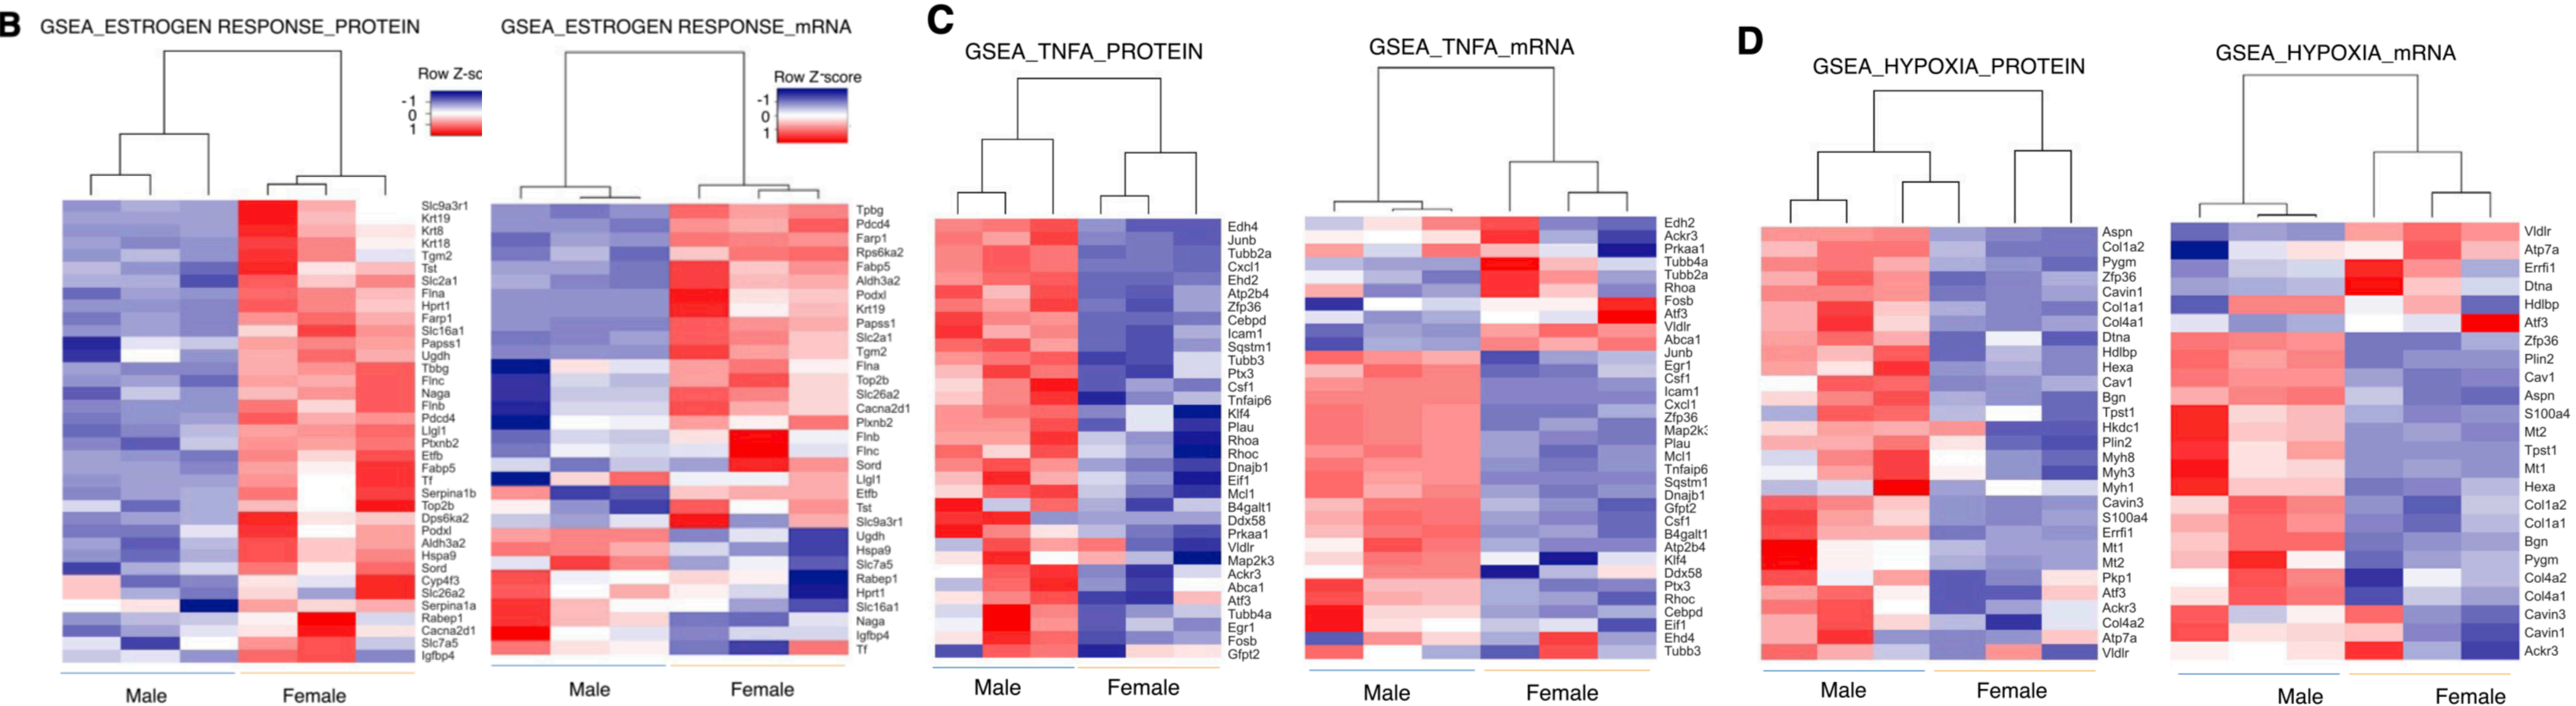 B
GSEA_ESTROGEN RESPONSE_PROTEIN
Row Z-sc
-1
0
1
Slc9a3r1
Krt19
Krt8
Krt18
Tgm2
Tst
Slc2a1
Flna
Hprt1
Farp1
Slc16a1
Papss1
Ugdh
Tbbg
Flnc
Naga
Flnb
Pdcd4
Llgl1
Plxnb2
Etfb
Fabp5
Tf
Serpina1b
Top2b
Dps6ka2
Podxl
Aldh3a2
Hspa9
Sord
Cyp4f3
Slc26a2
Serpina1a
Rabep1
Cacna2d1
Slc7a5
Igfbp4
Male
Female
GSEA_ESTROGEN RESPONSE_mRNA
Row Z-score
-1
0
1
Tpbg
Pdcd4
Farp1
Rps6ka2
Fabp5
Aldh3a2
Podxl
Krt19
Papss1
Slc2a1
Tgm2
Flna
Top2b
Slc26a2
Cacna2d1
Plxnb2
Flnb
Flnc
Sord
Llgl1
Etfb
Tst
Slc9a3r1
Ugdh
Hspa9
Slc7a5
Rabep1
Hprt1
Slc16a1
Naga
Igfbp4
Tf
Male
Female
C
GSEA_TNFA_PROTEIN
Edh4
Junb
Tubb2a
Cxcl1
Ehd2
Atp2b4
Zfp36
Cebpd
Icam1
Sqstm1
Tubb3
Ptx3
Csf1
Tnfaip6
Klf4
Plau
Rhoa
Rhoc
Dnajb1
Eif1
Mcl1
B4galt1
Ddx58
Prkaa1
Vldlr
Map2k3
Ackr3
Abca1
Atf3
Tubb4a
Egr1
Fosb
Gfpt2
Male
Female
GSEA_TNFA_mRNA
Edh2
Ackr3
Prkaa1
Tubb4a
Tubb2a
Rhoa
Fosb
Atf3
Vldlr
Abca1
Junb
Egr1
Csf1
Icam1
Cxcl1
Zfp36
Map2k
Plau
Mcl1
Tnfaip6
Sqstm1
Dnajb1
Gfpt2
Csf1
B4galt1
Atp2b4
Klf4
Ddx58
Ptx3
Rhoc
Cebpd
Eif1
Ehd4
Tubb3
Male
Female
D
GSEA_HYPOXIA_PROTEIN
Aspn
Col1a2
Pygm
Zfp36
Cavin1
Col1a1
Col4a1
Dtna
Hdlbp
Hexa
Cav1
Bgn
Tpst1
Hkdc1
Plin2
Myh8
Myh3
Myh1
Cavin3
S100a4
Errfi1
Mt1
Mt2
Pkp1
Atf3
Ackr3
Col4a2
Atp7a
Vldlr
Male
Female
GSEA_HYPOXIA_mRNA
Vldlr
Atp7a
Errfi1
Dtna
Hdlbp
Atf3
Zfp36
Plin2
Cav1
Aspn
S100a4
Mt2
Tpst1
Mt1
Hexa
Col1a2
Col1a1
Bgn
Pygm
Col4a2
Col4a1
Cavin3
Cavin1
Ackr3
Male
Female